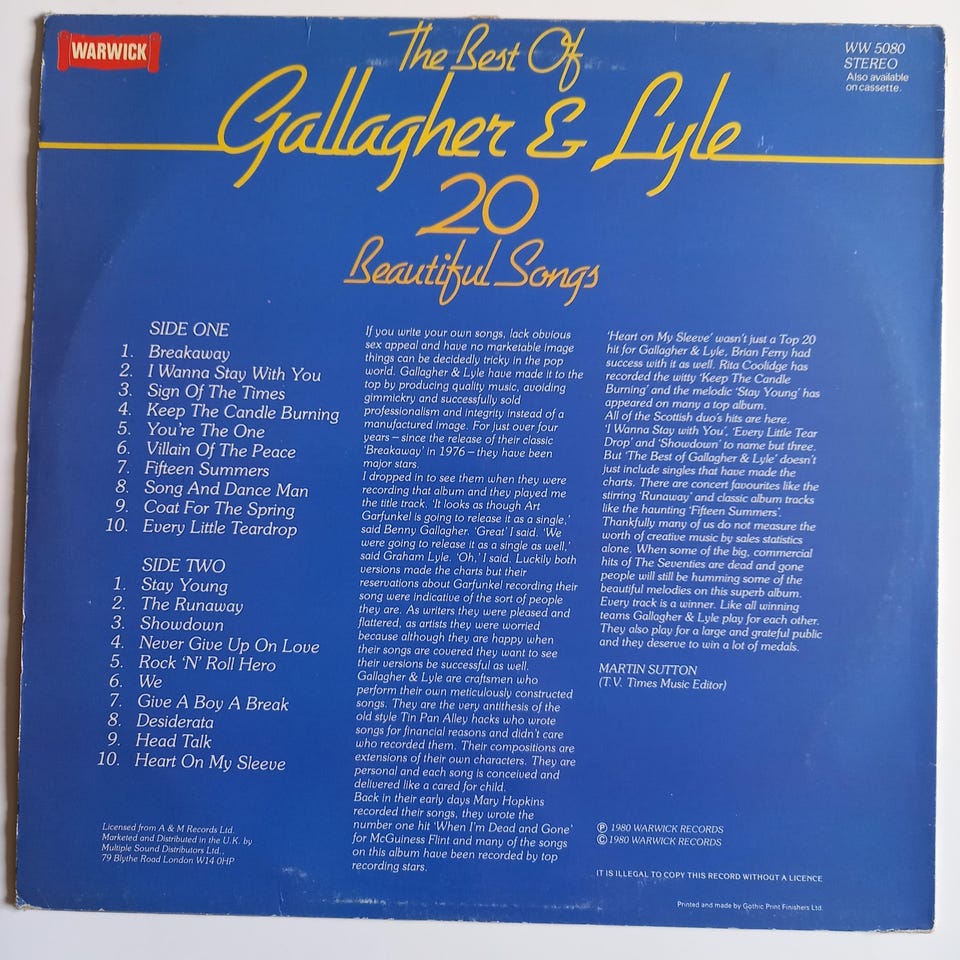 WARWICK
The Best Of
Gallagher & Lyle
20
Beautiful Songs
WW 5080
STEREO
Also available
on cassette.
SIDE ONE
1. Breakaway
2. I Wanna Stay With You
3. Sign Of The Times
4. Keep The Candle Burning
5. You're The One
6. Villain Of The Peace
7. Fifteen Summers
8. Song And Dance Man
9. Coat For The Spring
10. Every Little Teardrop
SIDE TWO
1. Stay Young
2. The Runaway
3. Showdown
4. Never Give Up On Love
5. Rock 'N' Roll Hero
6. We
7. Give A Boy A Break
8. Desiderata
9. Head Talk
10. Heart On My Sleeve
Licensed from A & M Records Ltd.
Marketed and Distributed in the U.K. by
Multiple Sound Distributors Ltd.,
79 Blythe Road London W14 0HP
If you write your own songs, lack obvious
sex appeal and have no marketable image
things can be decidedly tricky in the pop
world. Gallagher & Lyle have made it to the
top by producing quality music, avoiding
gimmickry and successfully sold
professionalism and integrity instead of a
manufactured image. For just over four
years – since the release of their classic
'Breakaway' in 1976 – they have been
major stars.
I dropped in to see them when they were
recording that album and they played me
the title track. 'It looks as though Art
Garfunkel is going to release it as a single,'
said Benny Gallagher. 'Great' I said. 'We
were going to release it as a single as well,'
said Graham Lyle. 'Oh,' I said. Luckily both
versions made the charts but their
reservations about Garfunkel recording their
song were indicative of the sort of people
they are. As writers they were pleased and
flattered, as artists they were worried
because although they are happy when
their songs are covered they want to see
their versions be successful as well.
Gallagher & Lyle are craftsmen who
perform their own meticulously constructed
songs. They are the very antithesis of the
old style Tin Pan Alley hacks who wrote
songs for financial reasons and didn't care
who recorded them. Their compositions are
extensions of their own characters. They are
personal and each song is conceived and
delivered like a cared for child.
Back in their early days Mary Hopkins
recorded their songs, they wrote the
number one hit 'When I'm Dead and Gone'
for McGuiness Flint and many of the songs
on this album have been recorded by top
recording stars.
'Heart on My Sleeve' wasn't just a Top 20
hit for Gallagher & Lyle, Brian Ferry had
success with it as well. Rita Coolidge has
recorded the witty 'Keep The Candle
Burning' and the melodic 'Stay Young' has
appeared on many a top album.
All of the Scottish duo's hits are here.
'I Wanna Stay with You', 'Every Little Tear
Drop' and 'Showdown' to name but three.
But 'The Best of Gallagher & Lyle' doesn't
just include singles that have made the
charts. There are concert favourites like the
stirring 'Runaway' and classic album tracks
like the haunting 'Fifteen Summers'.
Thankfully many of us do not measure the
worth of creative music by sales statistics
alone. When some of the big, commercial
hits of The Seventies are dead and gone
people will still be humming some of the
beautiful melodies on this superb album.
Every track is a winner. Like all winning
teams Gallagher & Lyle play for each other.
They also play for a large and grateful public
and they deserve to win a lot of medals.
MARTIN SUTTON
(T.V. Times Music Editor)
Ⓟ 1980 WARWICK RECORDS
© 1980 WARWICK RECORDS
IT IS ILLEGAL TO COPY THIS RECORD WITHOUT A LICENCE
Printed and made by Gothic Print Finishers Ltd.